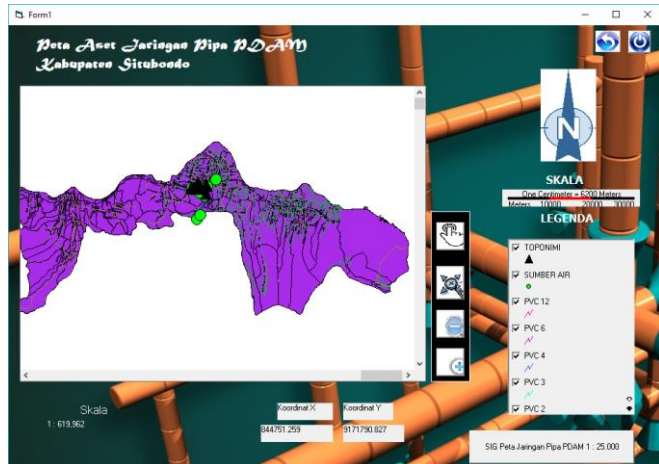 Form1
Peta Aset Jaringan Pipa PDAM
Kabupaten Situbondo
N
SKALA
One Centimeter = 6200 Meters
Meters 10000 20000 30000
LEGENDA
TOPONIMI
SUMBER AIR
PVC 12
PVC 6
PVC 4
PVC 3
PVC 2
Skala
1 : 619,962
Koordinat X
Koordinat Y
844751.259
9171790.827
SIG Peta Jaringan Pipa PDAM 1 : 25.000